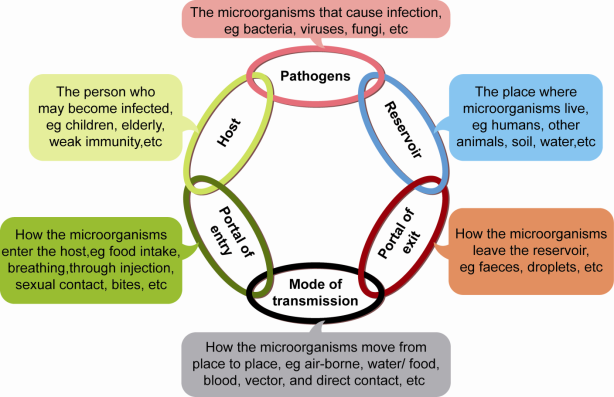 The microorganisms that cause infection,
eg bacteria, viruses, fungi, etc
Pathogens
The person who
may become infected,
eg children, elderly,
weak immunity,etc
Host
Reservoir
The place where
microorganisms live,
eg humans, other
animals, soil, water,etc
How the microorganisms
enter the host,eg food intake,
breathing,through injection,
sexual contact, bites, etc
Portal of
entry
Portal of
exit
How the microorganisms
leave the reservoir,
eg faeces, droplets, etc
Mode of
transmission
How the microorganisms move from
place to place, eg air-borne, water/ food,
blood, vector, and direct contact, etc